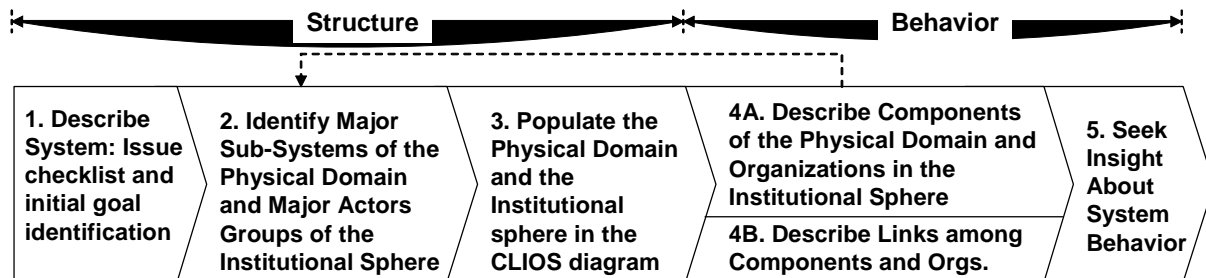 Structure
Behavior
1. Describe
System: Issue
checklist and
initial goal
identification
2. Identify Major
Sub-Systems of the
Physical Domain
and Major Actors
Groups of the
Institutional Sphere
3. Populate the
Physical Domain
and the
Institutional
sphere in the
CLIOS diagram
4A. Describe Components
of the Physical Domain and
Organizations in the
Institutional Sphere
4B. Describe Links among
Components and Orgs.
5. Seek
Insight
About
System
Behavior